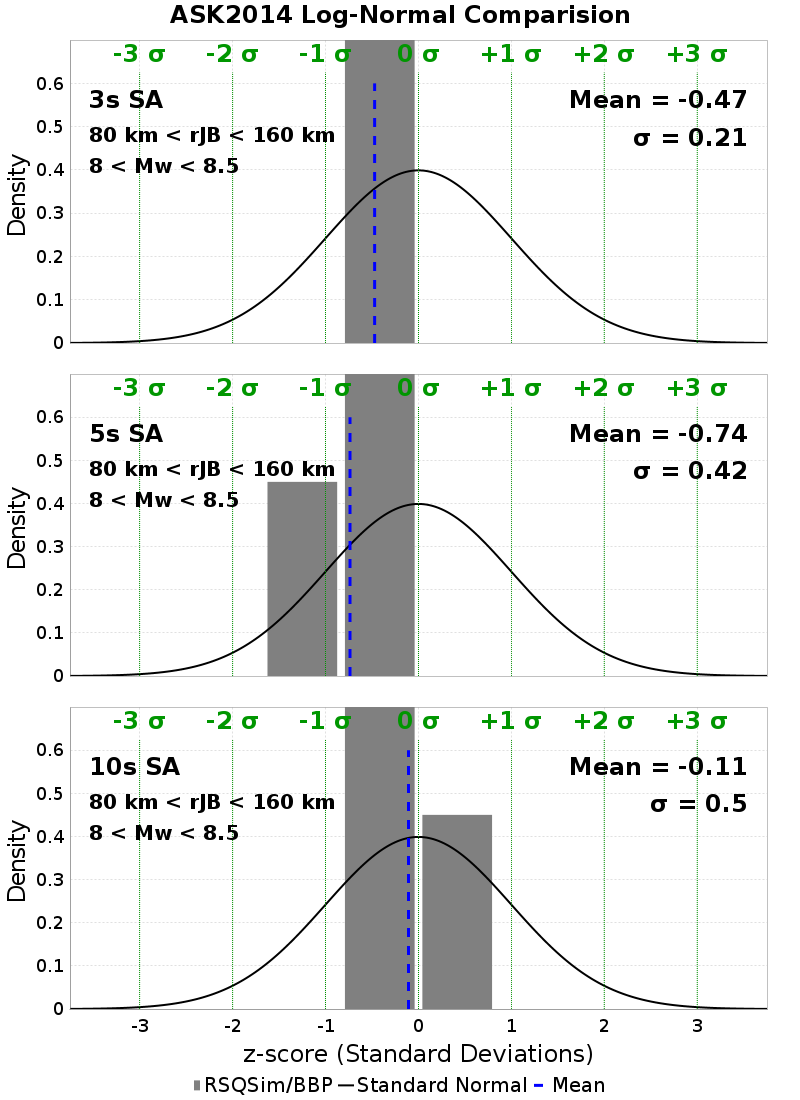 ASK2014 Log-Normal Comparision
-3 σ -2 σ -1 σ 0 σ +1 σ +2 σ +3 σ
0.6
3s SA
Mean = -0.47
0.5
80 km < rJB < 160 km
σ = 0.21
8 < Mw < 8.5
0.4
0.3
0.2
0.1
0
Density
-3 σ -2 σ -1 σ 0 σ +1 σ +2 σ +3 σ
0.6
5s SA
Mean = -0.74
0.5
80 km < rJB < 160 km
σ = 0.42
8 < Mw < 8.5
0.4
0.3
0.2
0.1
0
Density
-3 σ -2 σ -1 σ 0 σ +1 σ +2 σ +3 σ
0.6
10s SA
Mean = -0.11
0.5
80 km < rJB < 160 km
σ = 0.5
8 < Mw < 8.5
0.4
0.3
0.2
0.1
0
Density
-3 -2 -1 0 1 2 3
z-score (Standard Deviations)
RSQSim/BBP Standard Normal Mean